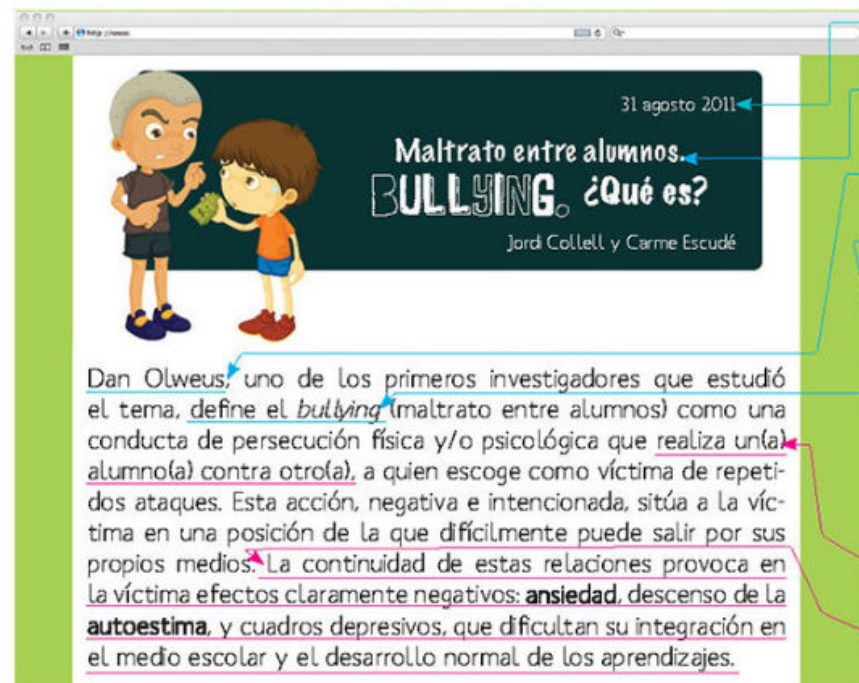 http://www.
31 agosto 2011
Maltrato entre alumnos.
BULLYING. ¿Qué es?
Jordi Collell y Carme Escudé
Dan Olweus, uno de los primeros investigadores que estudió
el tema, define el bullying (maltrato entre alumnos) como una
conducta de persecución física y/o psicológica que realiza un(a)
alumno(a) contra otro(a), a quien escoge como víctima de repeti-
dos ataques. Esta acción, negativa e intencionada, sitúa a la víc-
tima en una posición de la que difícilmente puede salir por sus
propios medios. La continuidad de estas relaciones provoca en
la víctima efectos claramente negativos: ansiedad, descenso de la
autoestima, y cuadros depresivos, que dificultan su integración en
el medio escolar y el desarrollo normal de los aprendizajes.